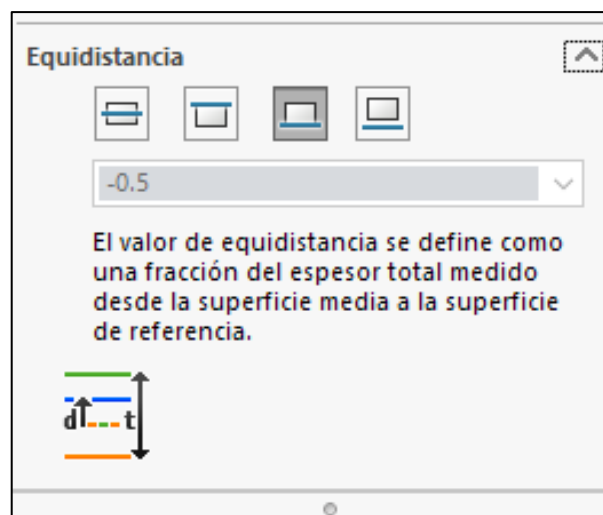 Equidistancia
-0.5
El valor de equidistancia se define como
una fracción del espesor total medido
desde la superficie media a la superficie
de referencia.
d t